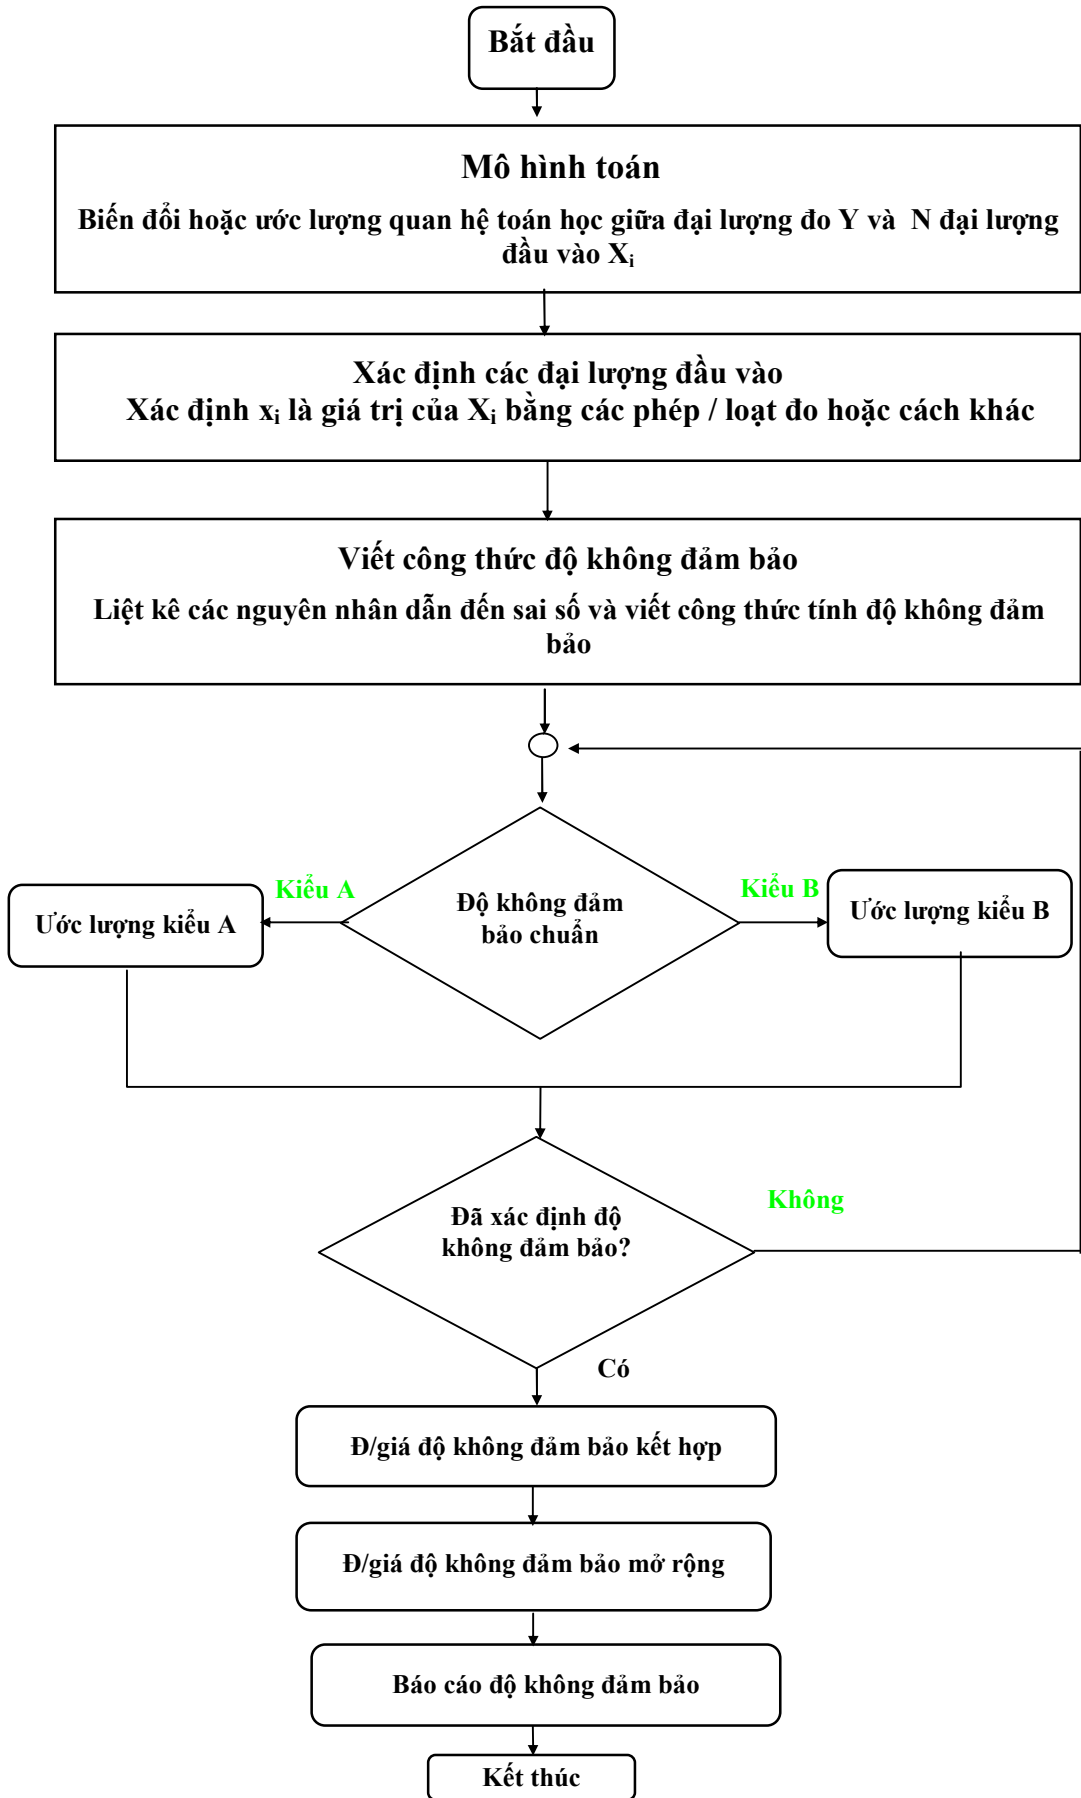 Bắt đầu
Mô hình toán
Biến đổi hoặc ước lượng quan hệ toán học giữa đại lượng đo Y và N đại lượng
đầu vào Xi
Xác định các đại lượng đầu vào
Xác định xi là giá trị của Xi bằng các phép / loạt đo hoặc cách khác
Viết công thức độ không đảm bảo
Liệt kê các nguyên nhân dẫn đến sai số và viết công thức tính độ không đảm
bảo
Kiểu A
Kiểu B
Ước lượng kiểu A
Độ không đảm
bảo chuẩn
Ước lượng kiểu B
Không
Đã xác định độ
không đảm bảo?
Có
Đ/giá độ không đảm bảo kết hợp
Đ/giá độ không đảm bảo mở rộng
Báo cáo độ không đảm bảo
Kết thúc